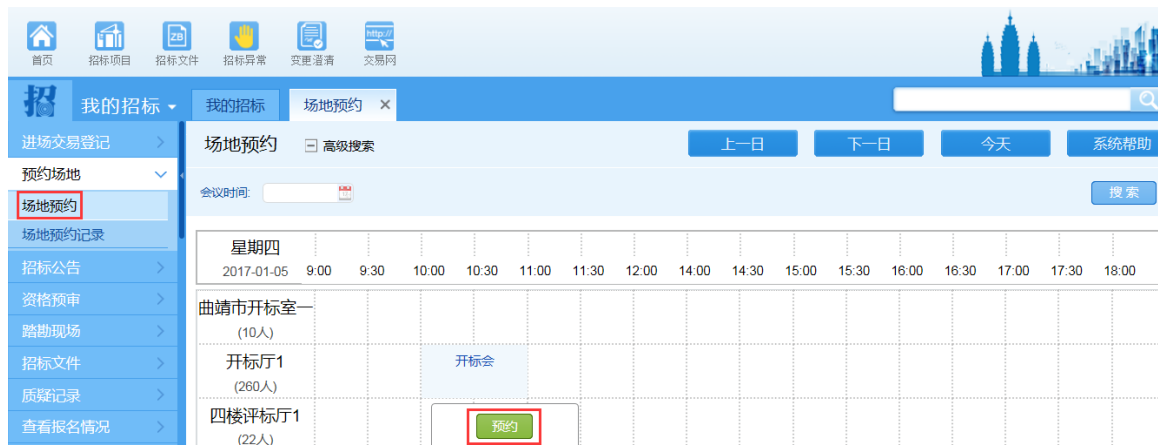 ZB
http://
首页
招标项目
招标文件
招标异常
变更澄清
交易网
招
我的招标
我的招标
场地预约
进场交易登记
场地预约
高级搜索
上一日
下一日
今天
系统帮助
预约场地
会议时间:
搜索
场地预约
场地预约记录
星期四
2017-01-05 9:00 9:30 10:00 10:30 11:00 11:30 12:00 14:00 14:30 15:00 15:30 16:00 16:30 17:00 17:30 18:00
招标公告
资格预审
曲靖市开标室一
(10人)
踏勘现场
招标文件
开标厅1
开标会
(260人)
质疑记录
四楼评标厅1
预约
查看报名情况
(22人)